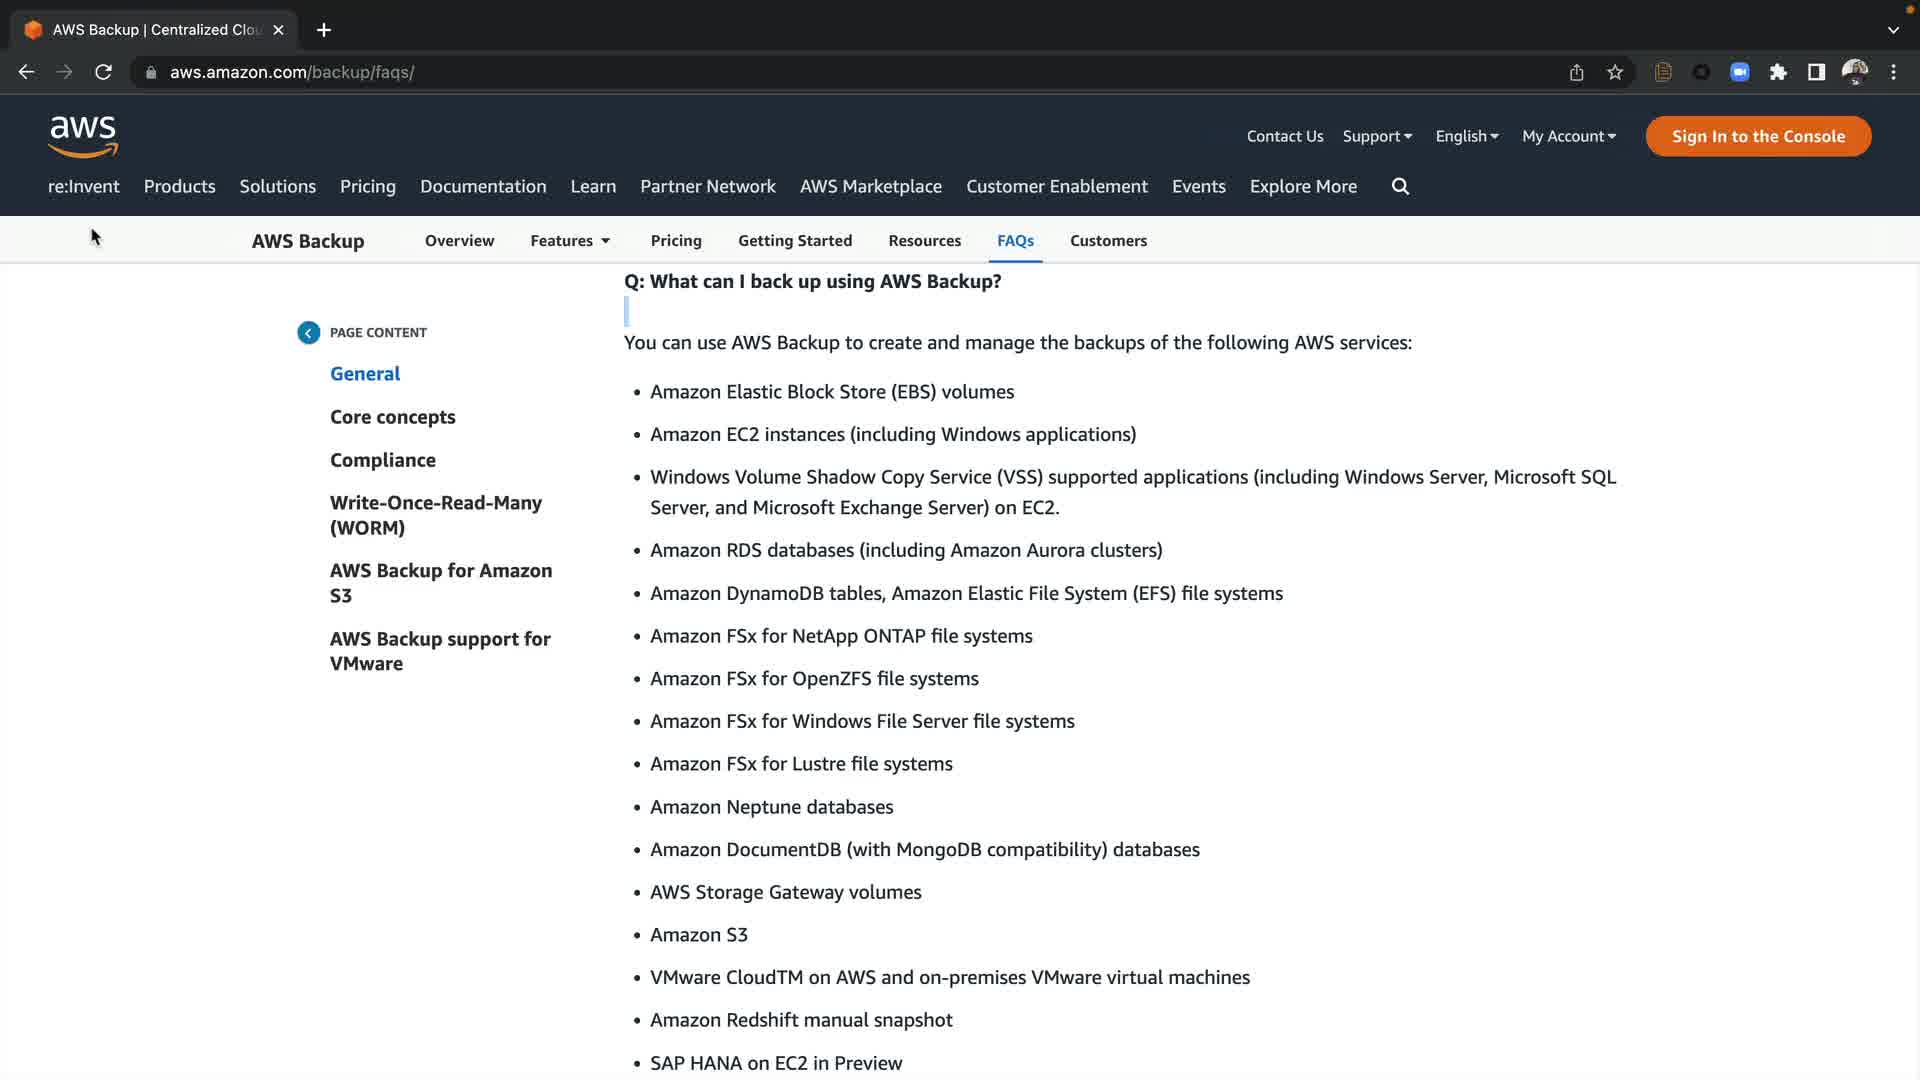 AWS Backup | Centralized Clou
aws.amazon.com/backup/faqs/
aws
Contact Us Support English My Account Sign In to the Console
re:Invent Products Solutions Pricing Documentation Learn Partner Network AWS Marketplace Customer Enablement Events Explore More
AWS Backup Overview Features Pricing Getting Started Resources FAQs Customers
PAGE CONTENT
General
Core concepts
Compliance
Write-Once-Read-Many
(WORM)
AWS Backup for Amazon
S3
AWS Backup support for
VMware
Q: What can I back up using AWS Backup?
You can use AWS Backup to create and manage the backups of the following AWS services:
• Amazon Elastic Block Store (EBS) volumes
• Amazon EC2 instances (including Windows applications)
• Windows Volume Shadow Copy Service (VSS) supported applications (including Windows Server, Microsoft SQL
Server, and Microsoft Exchange Server) on EC2.
• Amazon RDS databases (including Amazon Aurora clusters)
• Amazon DynamoDB tables, Amazon Elastic File System (EFS) file systems
• Amazon FSx for NetApp ONTAP file systems
• Amazon FSx for OpenZFS file systems
• Amazon FSx for Windows File Server file systems
• Amazon FSx for Lustre file systems
• Amazon Neptune databases
• Amazon DocumentDB (with MongoDB compatibility) databases
• AWS Storage Gateway volumes
• Amazon S3
• VMware CloudTM on AWS and on-premises VMware virtual machines
• Amazon Redshift manual snapshot
• SAP HANA on EC2 in Preview